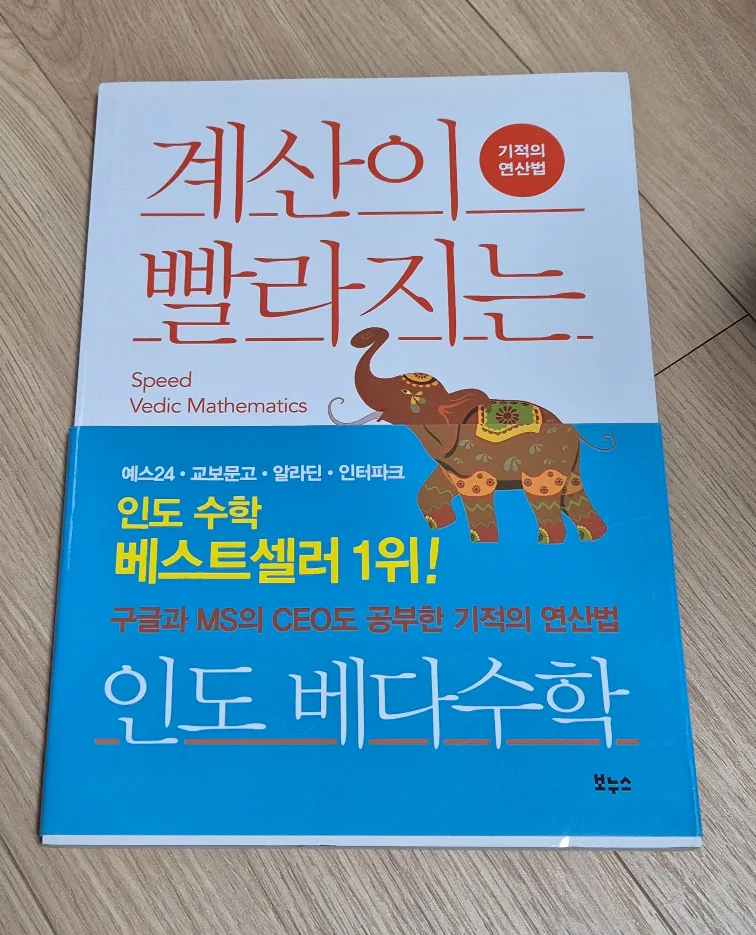 계산이
기적의
연산법
빨라지는
Speed
Vedic Mathematics
예스24 • 교보문고 • 알라딘 • 인터파크
인도 수학
베스트셀러 1위!
구글과 MS의 CEO도 공부한 기적의 연산법
인도 베다수학
보누스